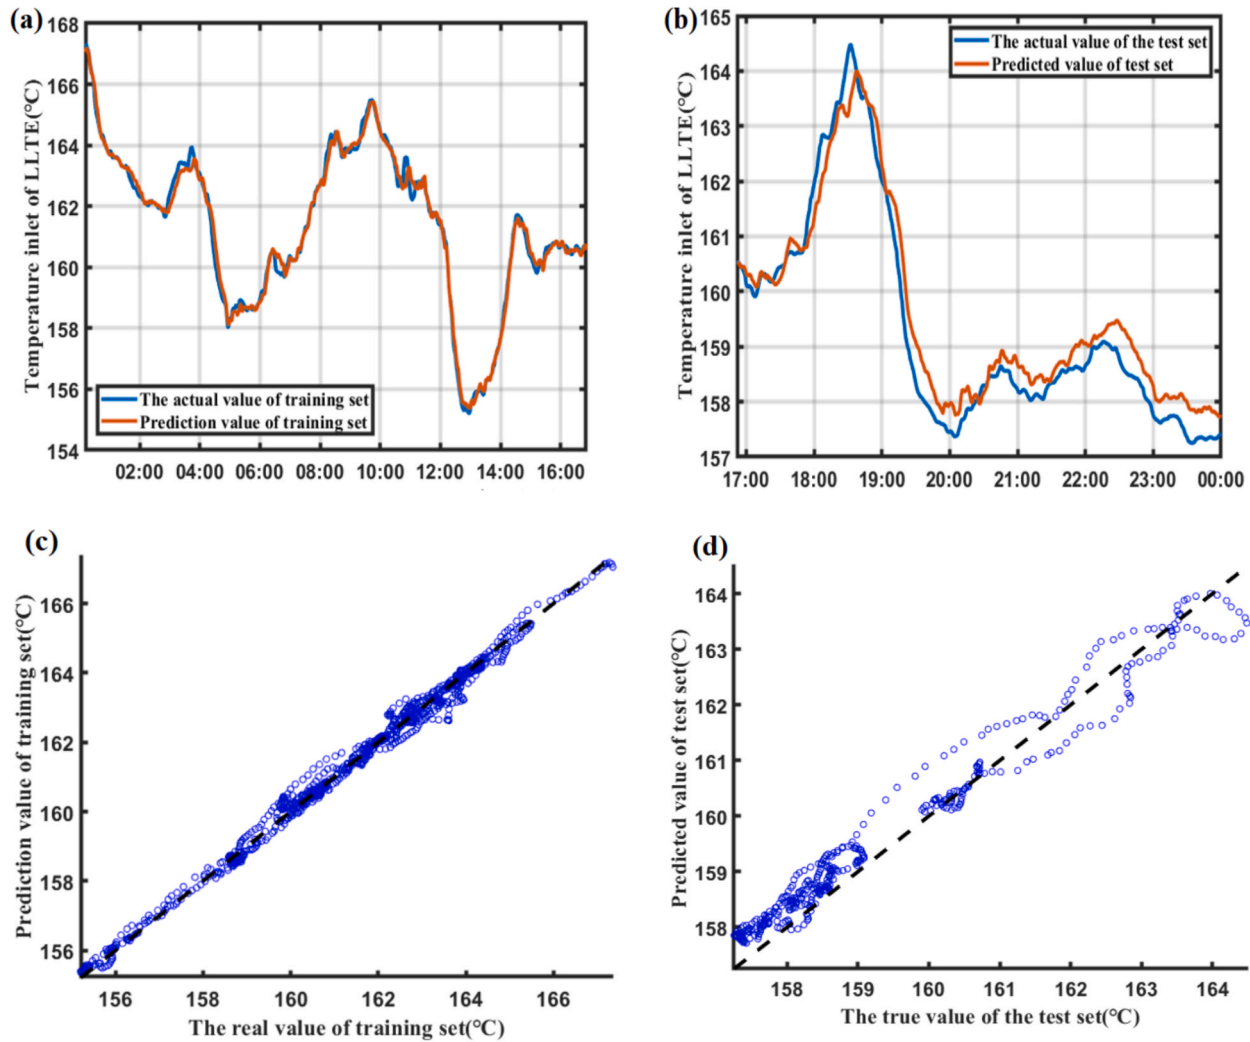 (a)
168
166
164
162
160
158
156
154
Temperature inlet of LLTE(°C)
The actual value of training set
Prediction value of training set
02:00 04:00 06:00 08:00 10:00 12:00 14:00 16:00
(b)
165
164
163
162
161
160
159
158
157
Temperature inlet of LLTE(°C)
The actual value of the test set
Predicted value of test set
17:00 18:00 19:00 20:00 21:00 22:00 23:00 00:00
(c)
166
164
162
160
158
156
Prediction value of training set(°C)
156 158 160 162 164 166
The real value of training set(°C)
(d)
164
163
162
161
160
159
158
Predicted value of test set(°C)
158 159 160 161 162 163 164
The true value of the test set(°C)